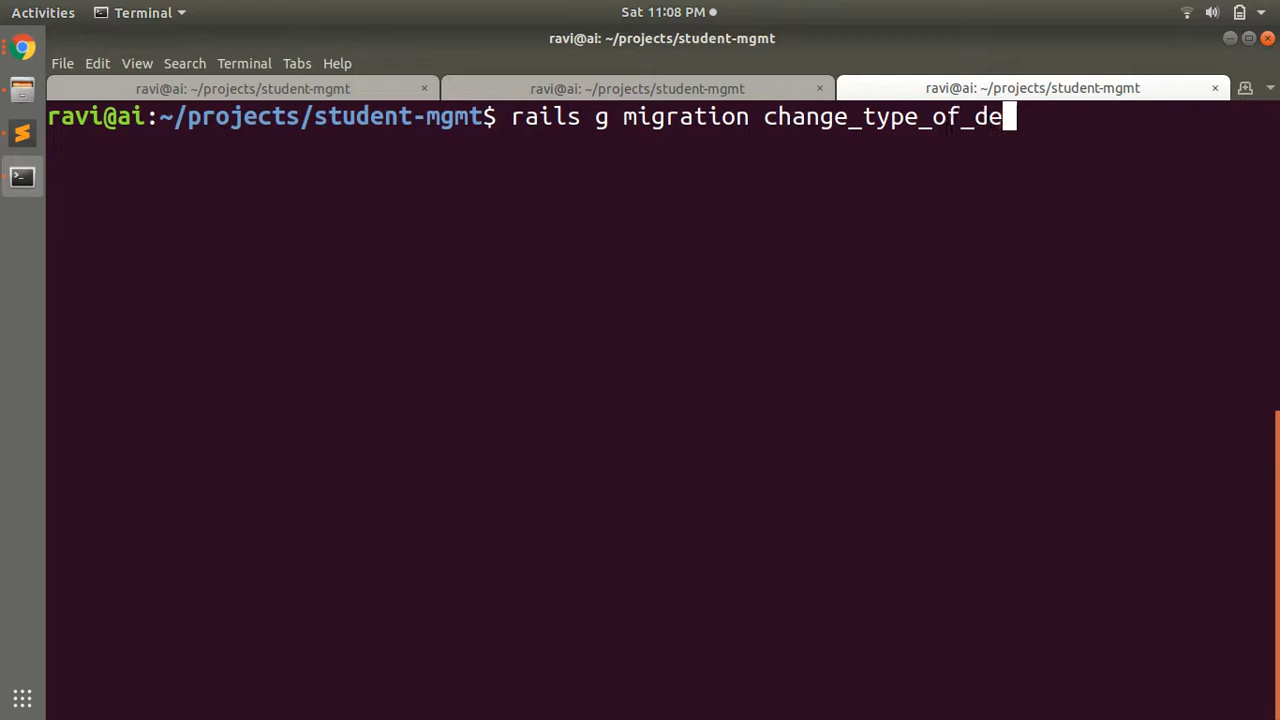 Activities Terminal Sat 11:08 PM
ravi@ai: ~/projects/student-mgmt
File Edit View Search Terminal Tabs Help
ravi@ai: ~/projects/student-mgmt × ravi@ai: ~/projects/student-mgmt × ravi@ai: ~/projects/student-mgmt ×
ravi@ai:~/projects/student-mgmt$ rails g migration change_type_of_de